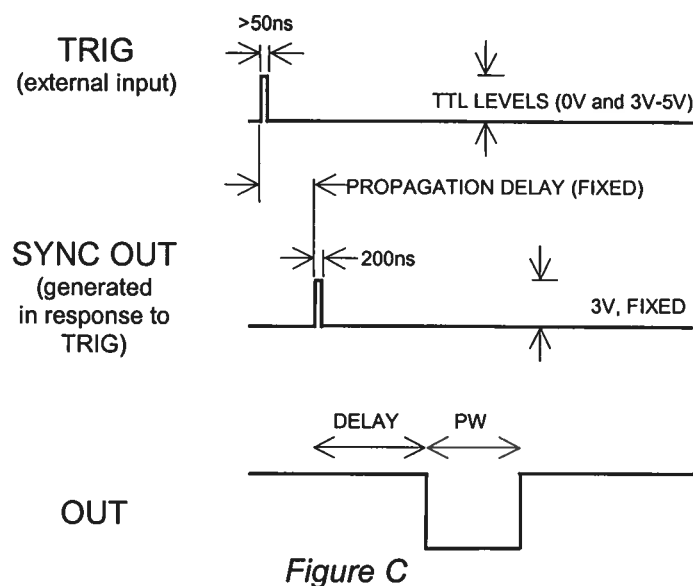 >50ns
TRIG
(external input)
TTL LEVELS (0V and 3V-5V)
PROPAGATION DELAY (FIXED)
SYNC OUT
(generated
in response to
TRIG)
200ns
3V, FIXED
DELAY
PW
OUT
Figure C